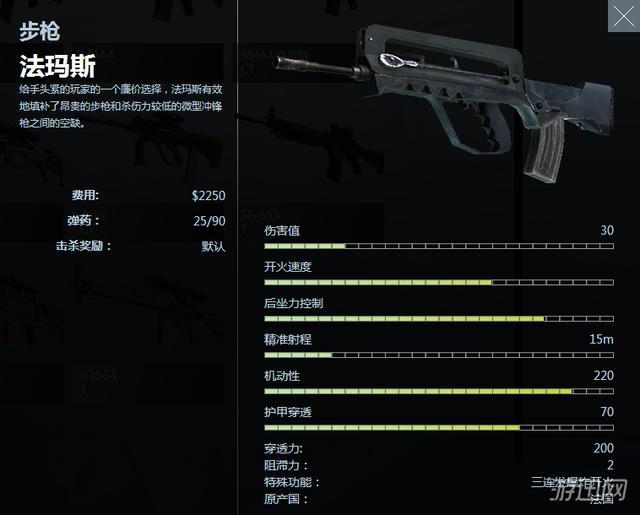 步枪
法玛斯
给手头紧的玩家的一个廉价选择，法玛斯有效
地填补了昂贵的步枪和杀伤力较低的微型冲锋
枪之间的空缺。
费用: $2250
弹药： 25/90
击杀奖励： 默认
M4A1消音版
CT
SG 553
T
G3SG1
T
伤害值 30
开火速度
后坐力控制
精准射程 15m
机动性 220
护甲穿透 70
穿透力: 200
阻滞力： 2
特殊功能： 三连发爆炸开火
原产国： 法国
游迅网